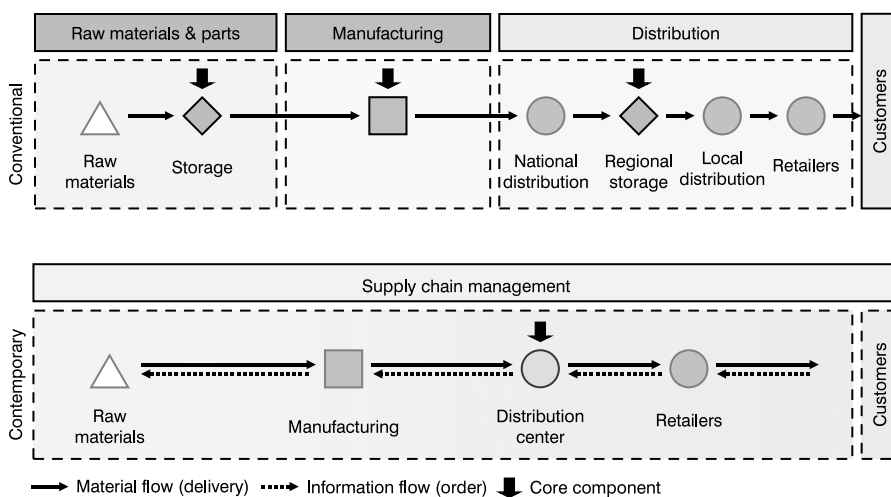 Raw materials & parts
Manufacturing
Distribution
Customers
Conventional
Raw
materials
Storage
National
distribution
Regional
storage
Local
distribution
Retailers
Supply chain management
Contemporary
Raw
materials
Manufacturing
Distribution
center
Retailers
Customers
Material flow (delivery)
Information flow (order)
Core component